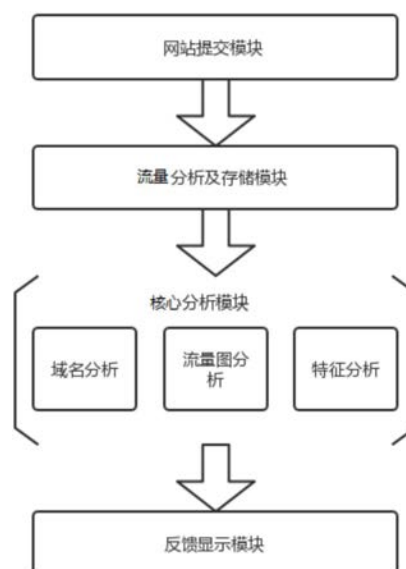 网站提交模块
流量分析及存储模块
核心分析模块
域名分析
流量图分
析
特征分析
反馈显示模块